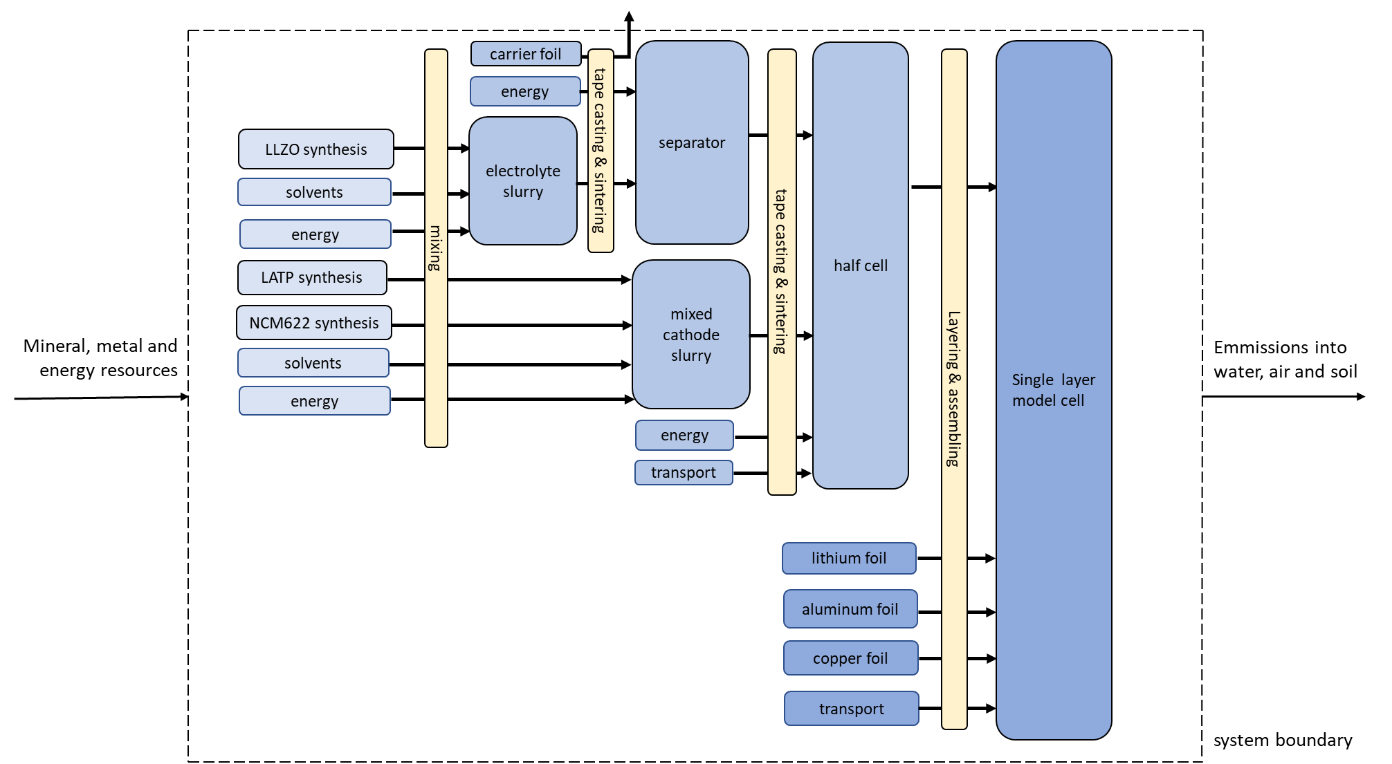 carrier foil
energy
LLZO synthesis
solvents
energy
LATP synthesis
NCM622 synthesis
solvents
energy
mixing
electrolyte
slurry
tape casting & sintering
separator
mixed
cathode
slurry
energy
transport
tape casting & sintering
half cell
lithium foil
aluminum foil
copper foil
transport
Layering & assembling
Single layer
model cell
Mineral, metal and
energy resources
Emmissions into
water, air and soil
system boundary